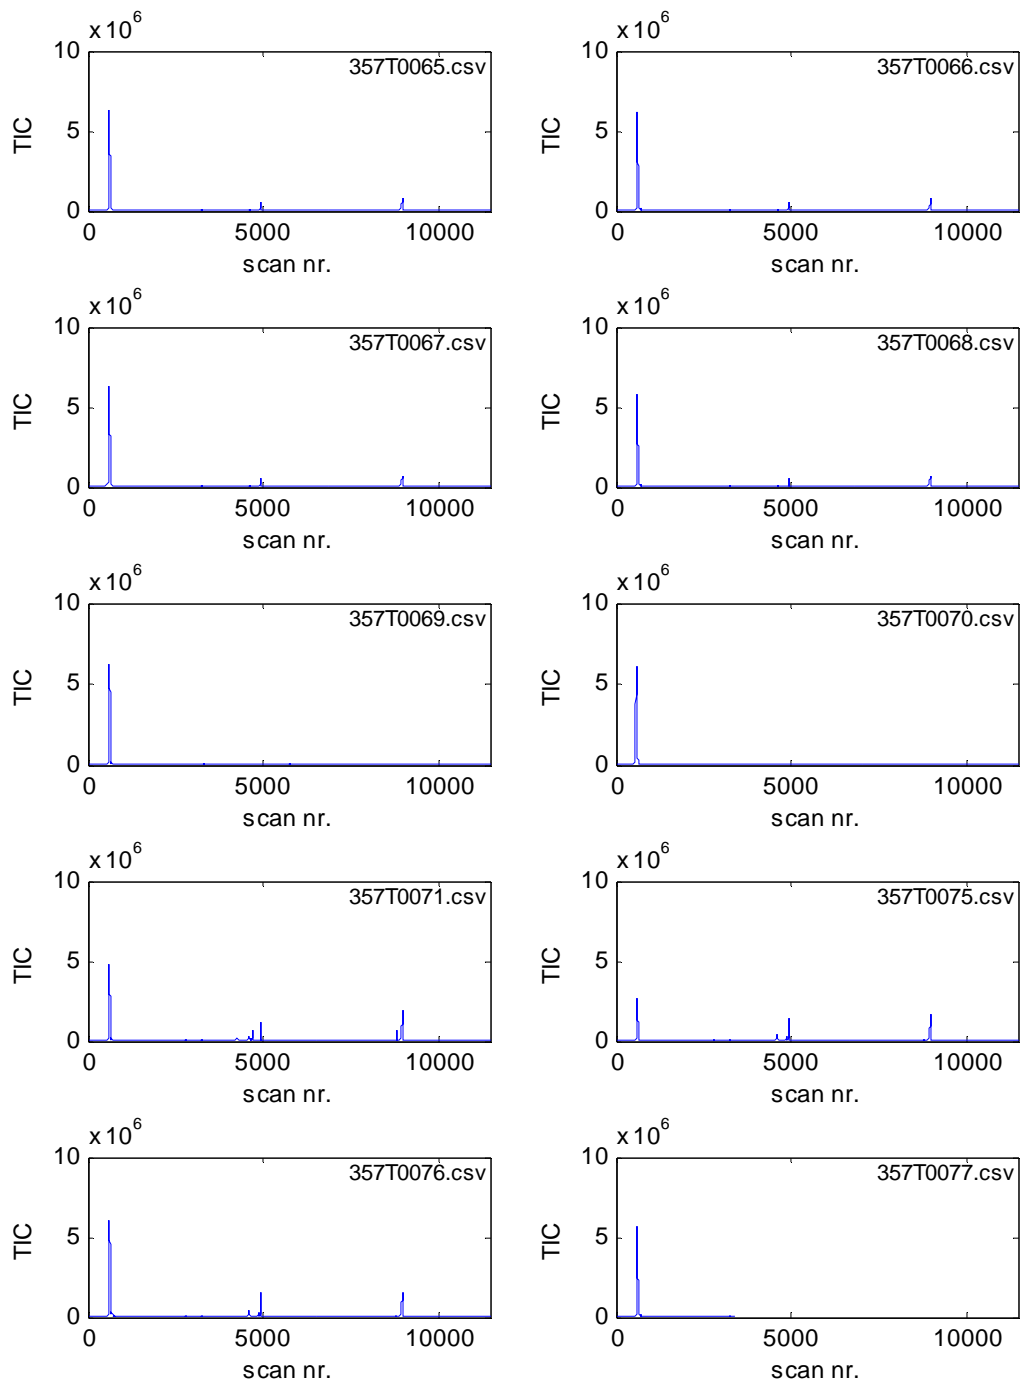 x 10^6 x 10^6
10 357T0065.csv 10 357T0066.csv
TIC 5 TIC 5
0 0
0 5000 10000 0 5000 10000
scan nr. scan nr.
x 10^6 x 10^6
10 357T0067.csv 10 357T0068.csv
TIC 5 TIC 5
0 0
0 5000 10000 0 5000 10000
scan nr. scan nr.
x 10^6 x 10^6
10 357T0069.csv 10 357T0070.csv
TIC 5 TIC 5
0 0
0 5000 10000 0 5000 10000
scan nr. scan nr.
x 10^6 x 10^6
10 357T0071.csv 10 357T0075.csv
TIC 5 TIC 5
0 0
0 5000 10000 0 5000 10000
scan nr. scan nr.
x 10^6 x 10^6
10 357T0076.csv 10 357T0077.csv
TIC 5 TIC 5
0 0
0 5000 10000 0 5000 10000
scan nr. scan nr.